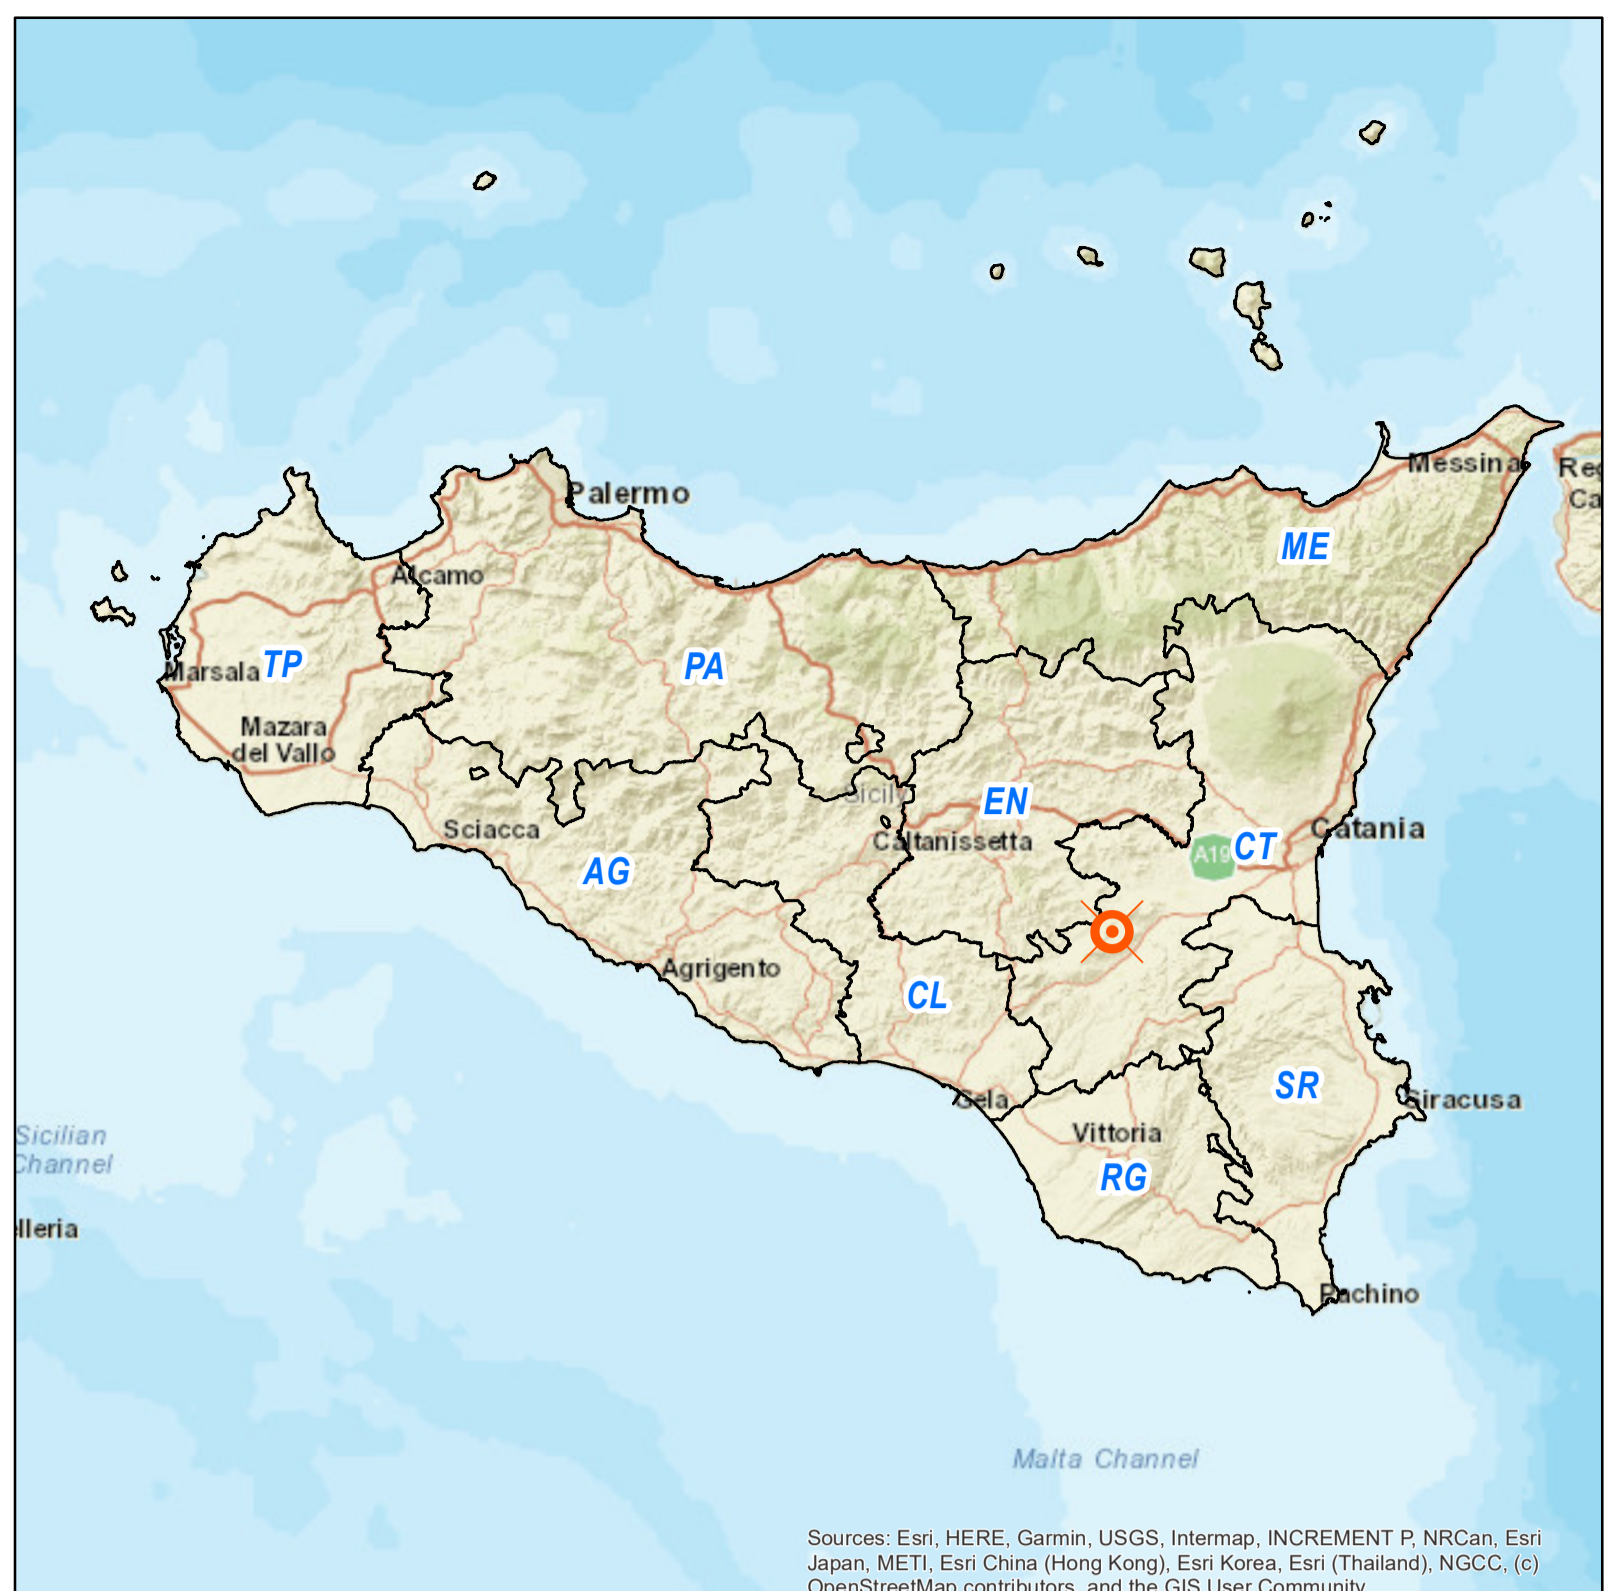 Messina
Reg
Ca
Palermo
ME
Alcamo
TP
Marsala
PA
Mazara
del Vallo
Sicily
EN
Sciacca
Caltanissetta
Catania
A19
CT
AG
Agrigento
CL
SR
Gela
Siracusa
Vittoria
Sicilian
Channel
RG
elleria
Pachino
Malta Channel
Sources: Esri, HERE, Garmin, USGS, Intermap, INCREMENT P, NRCan, Esri
Japan, METI, Esri China (Hong Kong), Esri Korea, Esri (Thailand), NGCC, (c)
OpenStreetMap contributors, and the GIS User Community